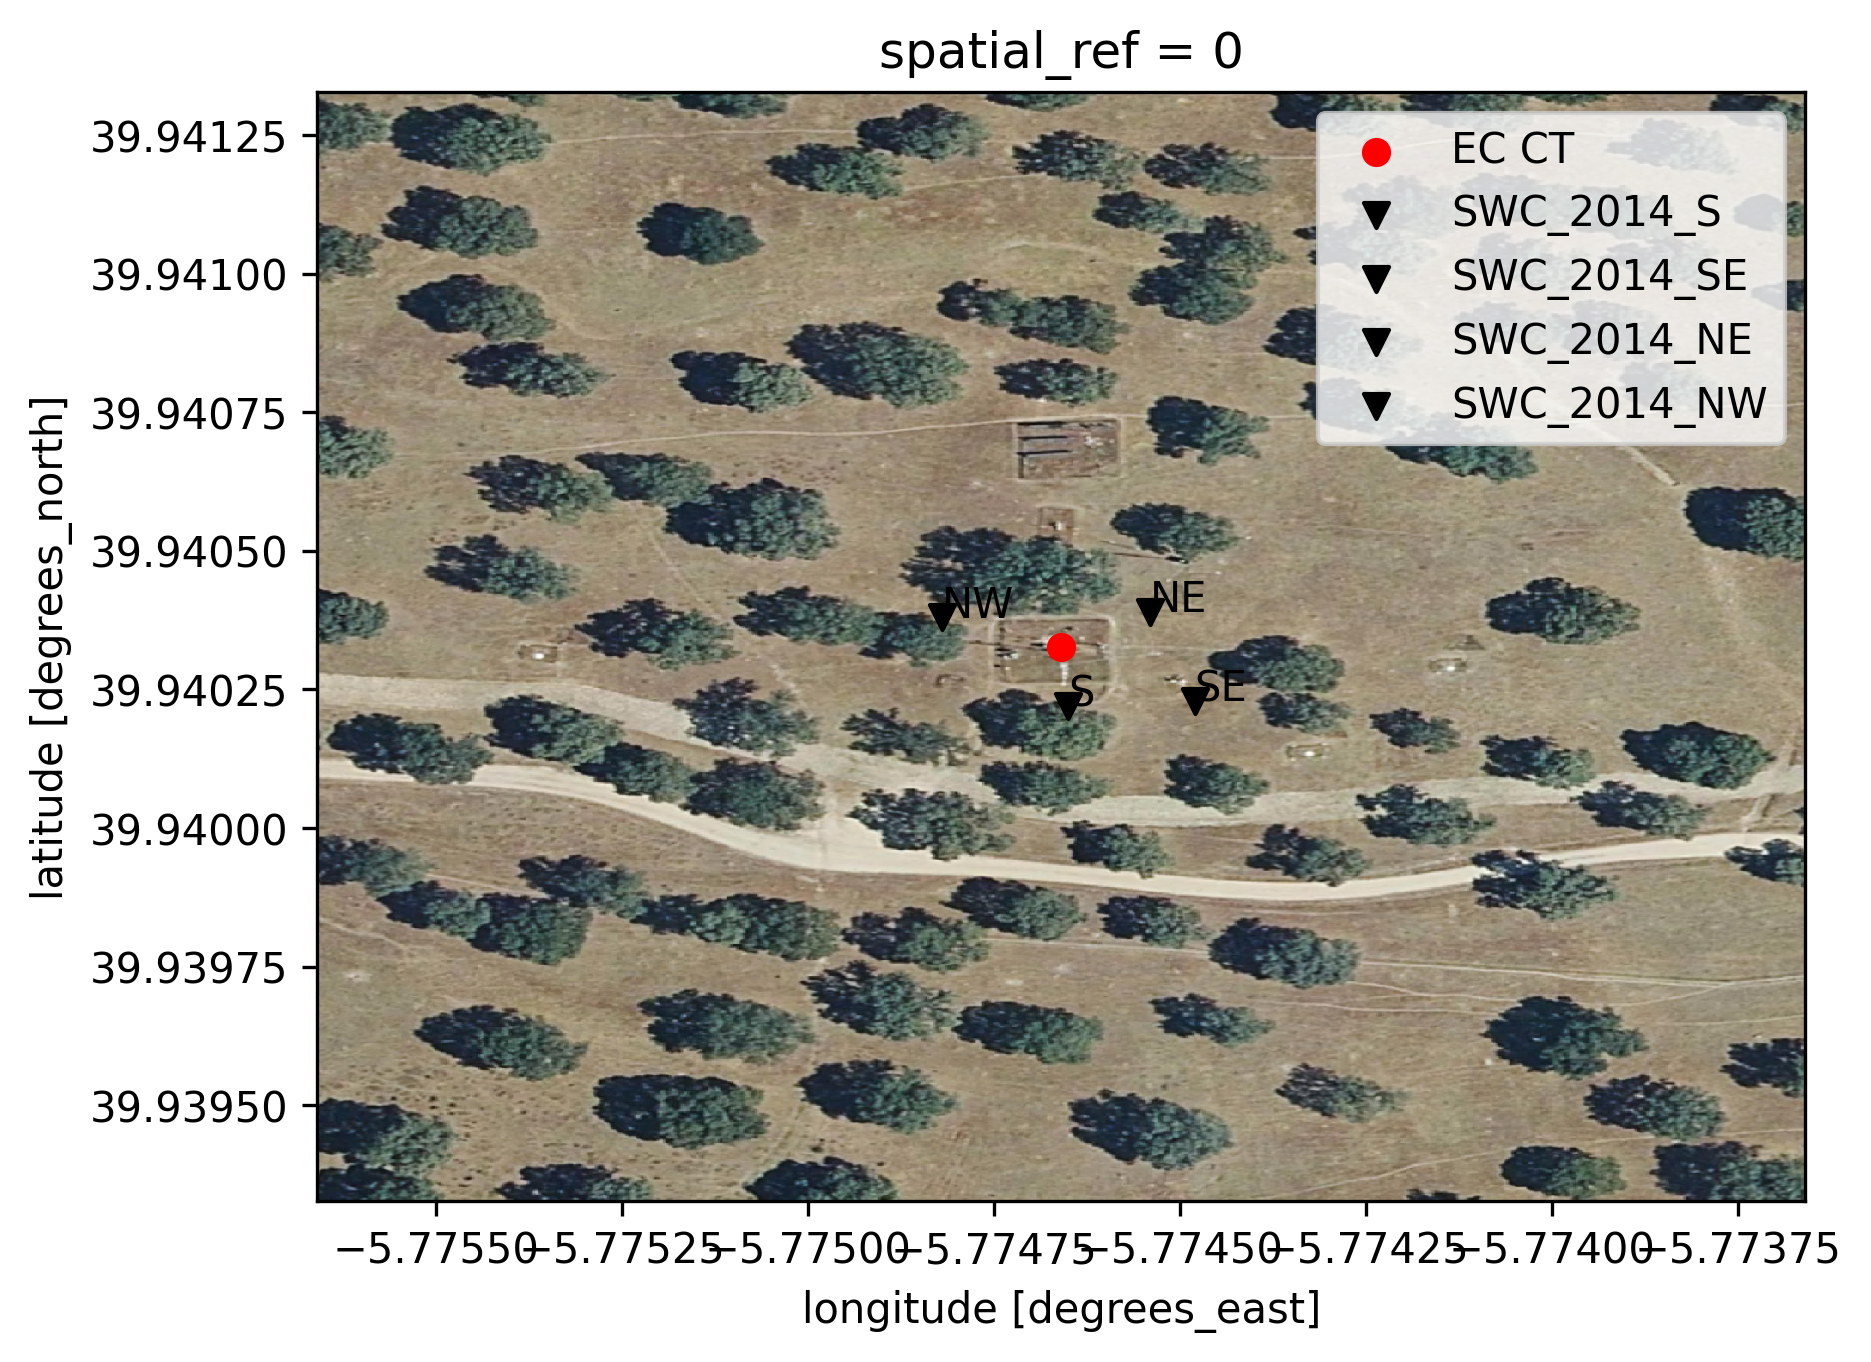 spatial_ref = 0
EC CT
SWC_2014_S
SWC_2014_SE
SWC_2014_NE
SWC_2014_NW
39.94125
39.94100
39.94075
39.94050
39.94025
39.94000
39.93975
39.93950
latitude [degrees_north]
NW
NE
S
SE
−5.77550 −5.77525 −5.77500 −5.77475 −5.77450 −5.77425 −5.77400 −5.77375
longitude [degrees_east]